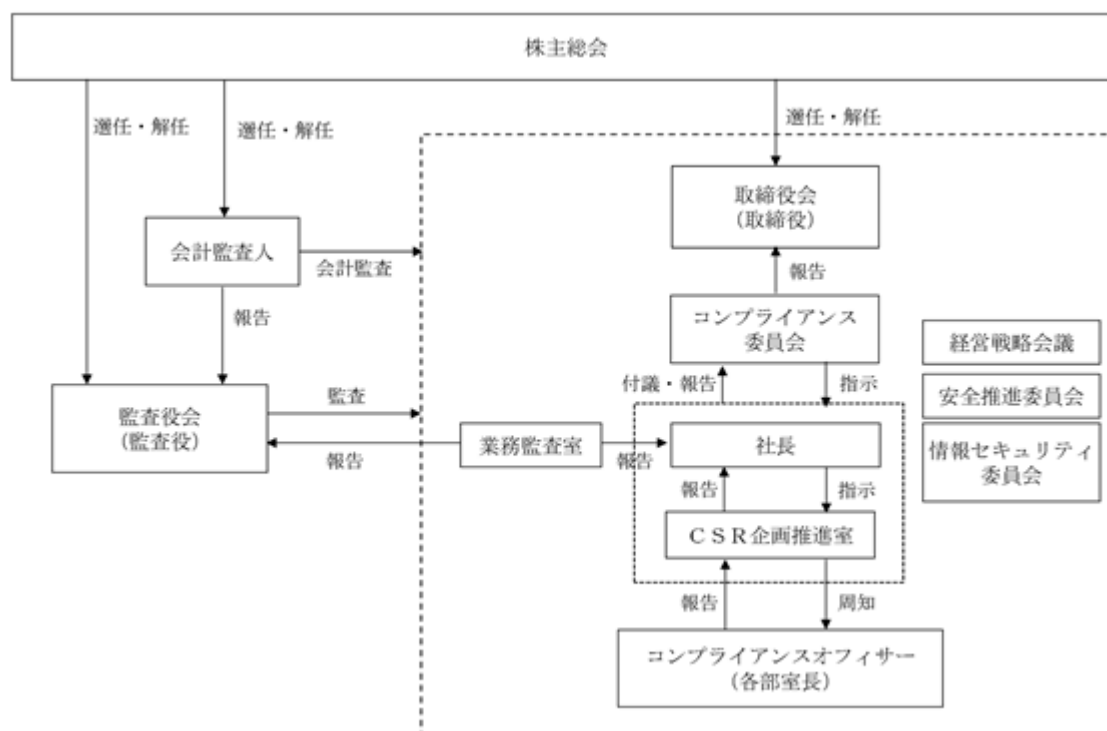 株主総会
選任・解任
選任・解任
選任・解任
取締役会
(取締役)
会計監査人
会計監査
報告
報告
コンプライアンス
委員会
経営戦略会議
付議・報告
指示
安全推進委員会
監査役会
(監査役)
監査
報告
業務監査室
報告
社長
情報セキュリティ
委員会
報告
指示
CSR企画推進室
報告
周知
コンプライアンスオフィサー
(各部室長)